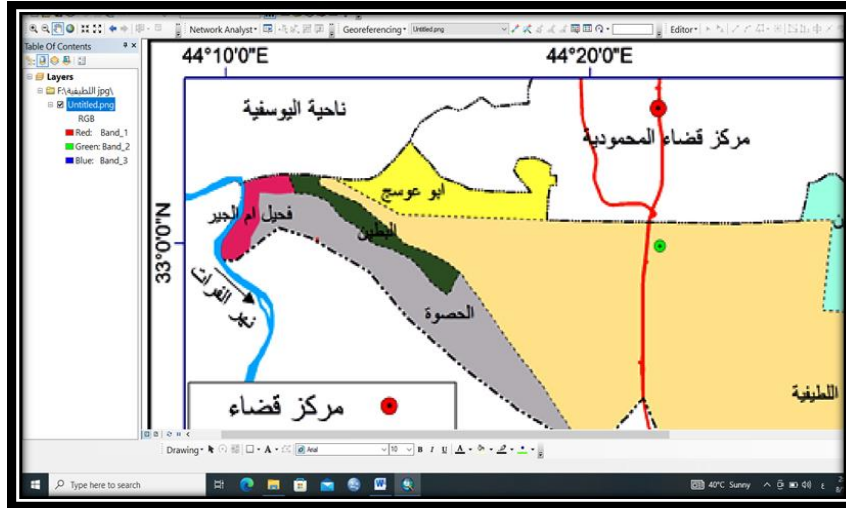 Network Analyst
Georeferencing
Untitled.png
Editor
Table Of Contents
Layers
F:\اللطيفية jpg\
Untitled.png
RGB
Red: Band_1
Green: Band_2
Blue: Band_3
44°10'0"E
44°20'0"E
33°0'0"N
ناحية اليوسفية
مركز قضاء المحمودية
ابو عوسج
فحيل ام الجير
البطين
نهر الفرات
الحصوة
اللطيفية
مركز قضاء
Drawing
Arial
10
B I U A
Type here to search
40°C Sunny